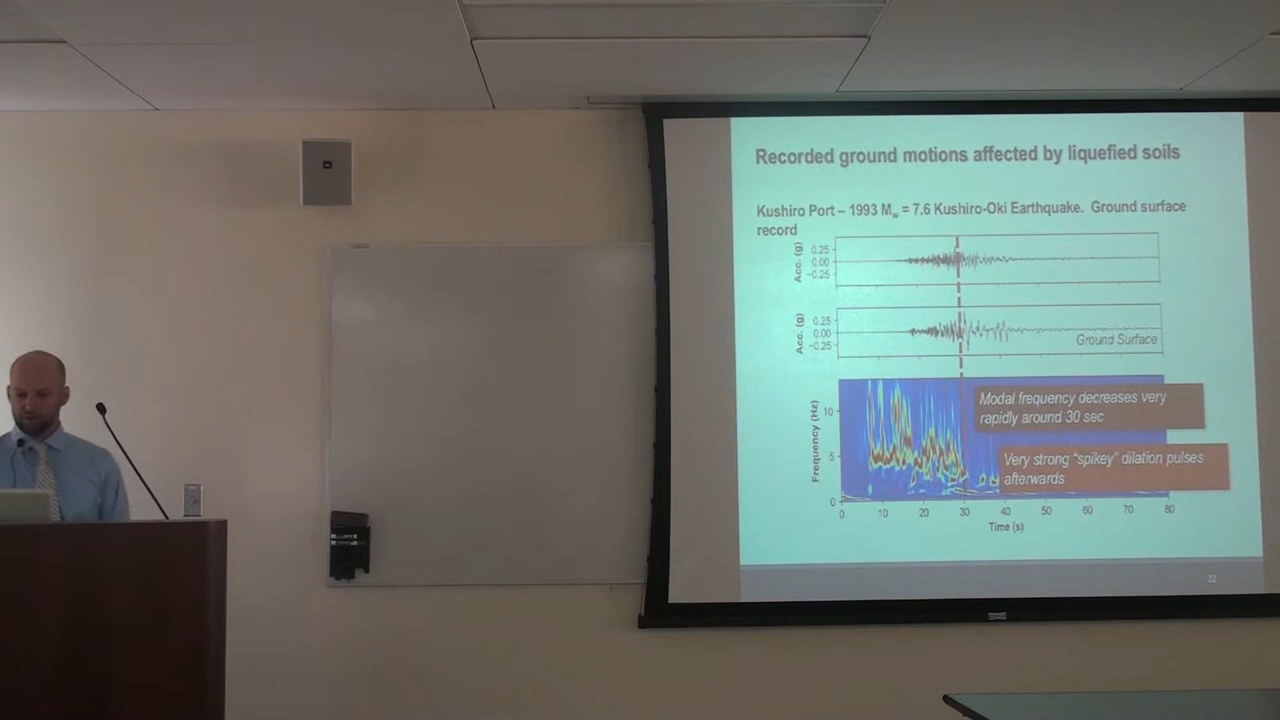 Recorded ground motions affected by liquefied soils
Kushiro Port – 1993 Mw = 7.6 Kushiro-Oki Earthquake. Ground surface
record
Acc. (g)
0.25
0.00
−0.25
Acc. (g)
0.25
0.00
−0.25
Ground Surface
Frequency (Hz)
10
5
0
Modal frequency decreases very
rapidly around 30 sec
Very strong "spikey" dilation pulses
afterwards
0 10 20 30 40 50 60 70 80
Time (s)
22